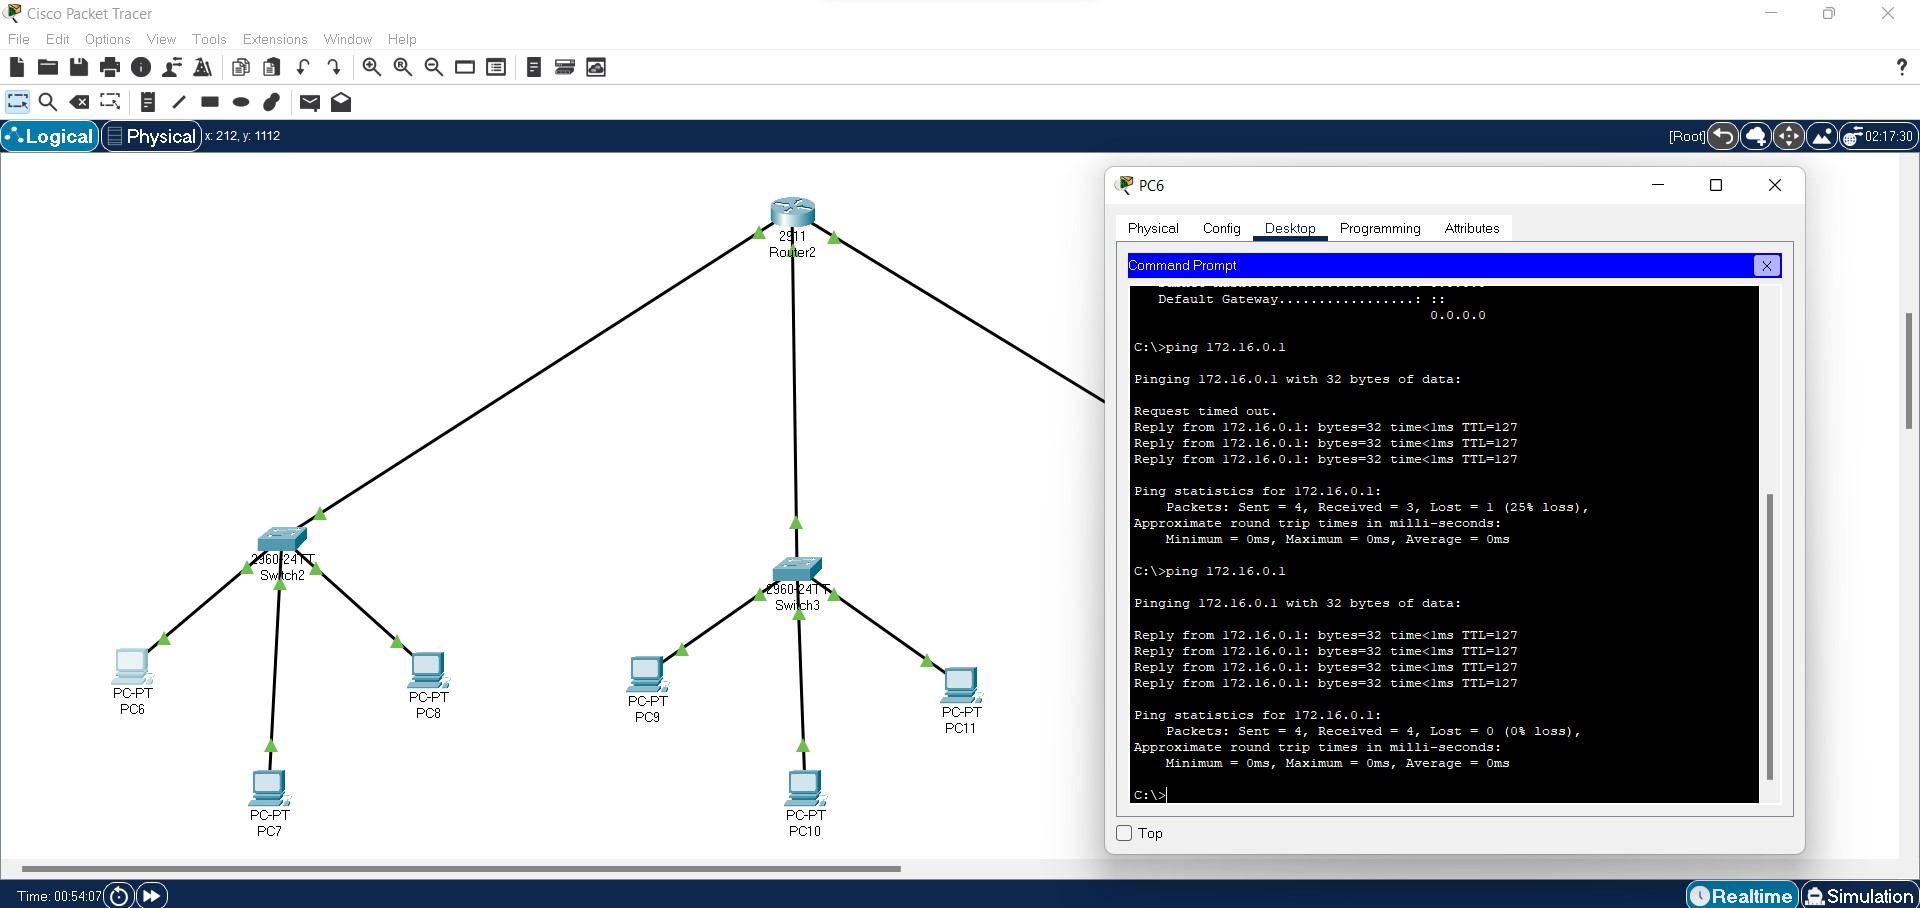 Cisco Packet Tracer
File Edit Options View Tools Extensions Window Help
?
Logical Physical x: 212, y: 1112
[Root] 02:17:30
2911
Router2
2960-24TT
Switch2
2960-24TT
Switch3
PC-PT
PC6
PC-PT
PC8
PC-PT
PC7
PC-PT
PC9
PC-PT
PC11
PC-PT
PC10
PC6
Physical Config Desktop Programming Attributes
Command Prompt X
Default Gateway..................: ::
0.0.0.0
C:\>ping 172.16.0.1
Pinging 172.16.0.1 with 32 bytes of data:
Request timed out.
Reply from 172.16.0.1: bytes=32 time<1ms TTL=127
Reply from 172.16.0.1: bytes=32 time<1ms TTL=127
Reply from 172.16.0.1: bytes=32 time<1ms TTL=127
Ping statistics for 172.16.0.1:
Packets: Sent = 4, Received = 3, Lost = 1 (25% loss),
Approximate round trip times in milli-seconds:
Minimum = 0ms, Maximum = 0ms, Average = 0ms
C:\>ping 172.16.0.1
Pinging 172.16.0.1 with 32 bytes of data:
Reply from 172.16.0.1: bytes=32 time<1ms TTL=127
Reply from 172.16.0.1: bytes=32 time<1ms TTL=127
Reply from 172.16.0.1: bytes=32 time<1ms TTL=127
Reply from 172.16.0.1: bytes=32 time<1ms TTL=127
Ping statistics for 172.16.0.1:
Packets: Sent = 4, Received = 4, Lost = 0 (0% loss),
Approximate round trip times in milli-seconds:
Minimum = 0ms, Maximum = 0ms, Average = 0ms
C:\>
Top
Time: 00:54:07
Realtime Simulation